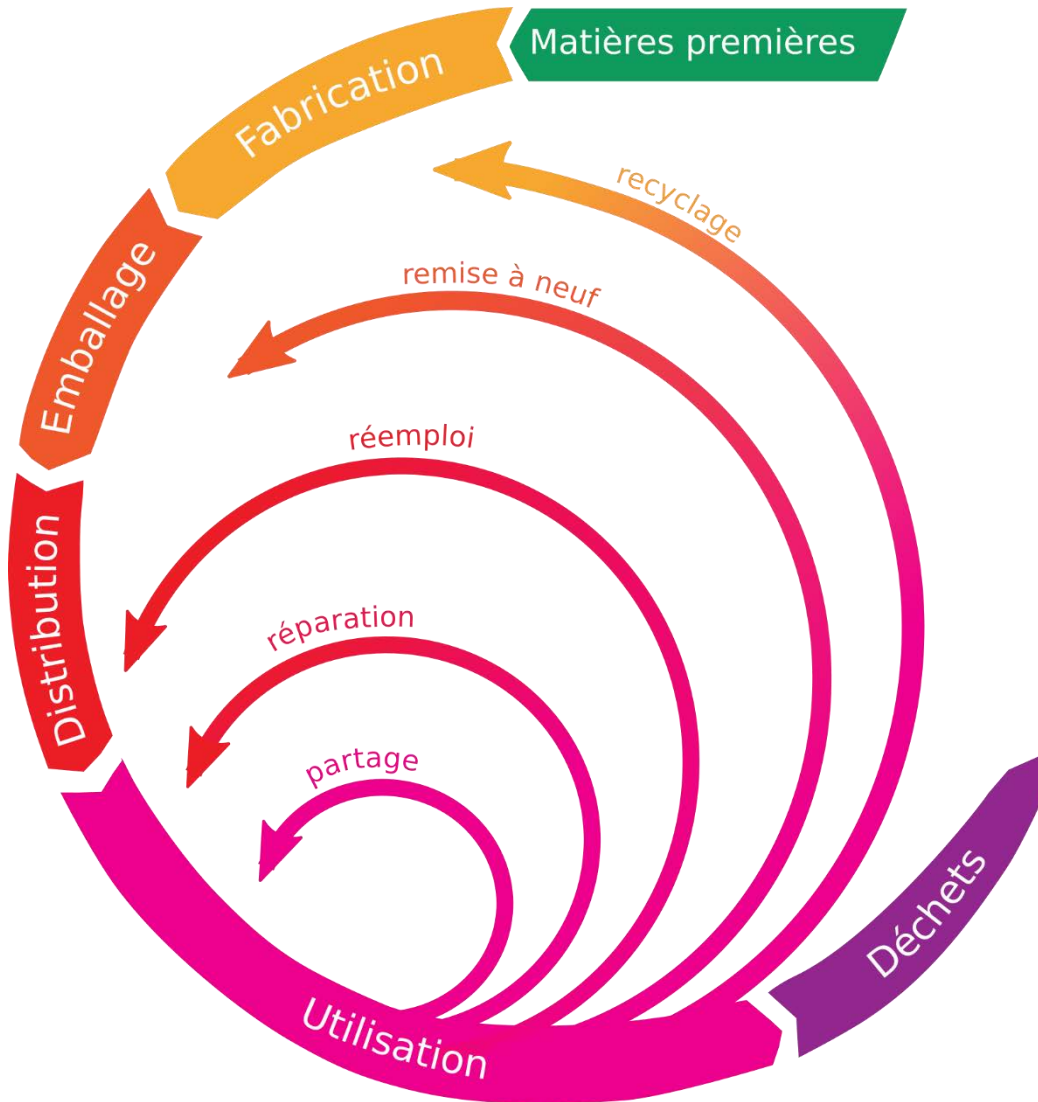 Matières premières
Fabrication
Emballage
Distribution
Utilisation
Déchets
recyclage
remise à neuf
réemploi
réparation
partage